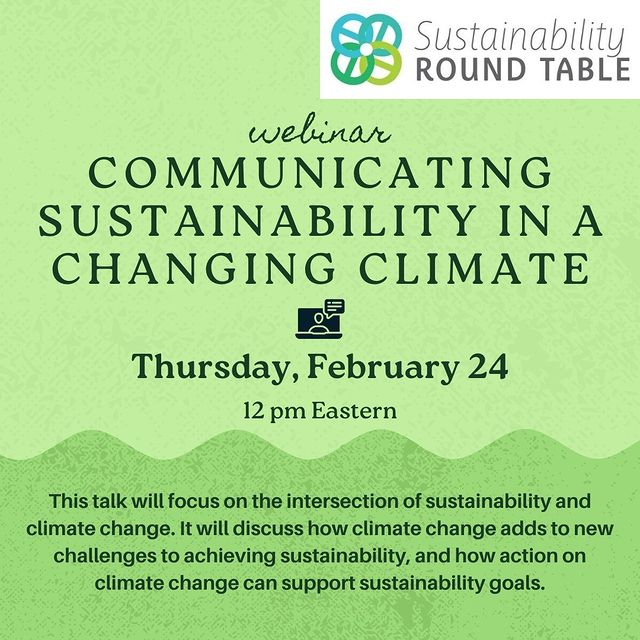 Sustainability
ROUND TABLE
webinar
COMMUNICATING
SUSTAINABILITY IN A
CHANGING CLIMATE
Thursday, February 24
12 pm Eastern
This talk will focus on the intersection of sustainability and
climate change. It will discuss how climate change adds to new
challenges to achieving sustainability, and how action on
climate change can support sustainability goals.